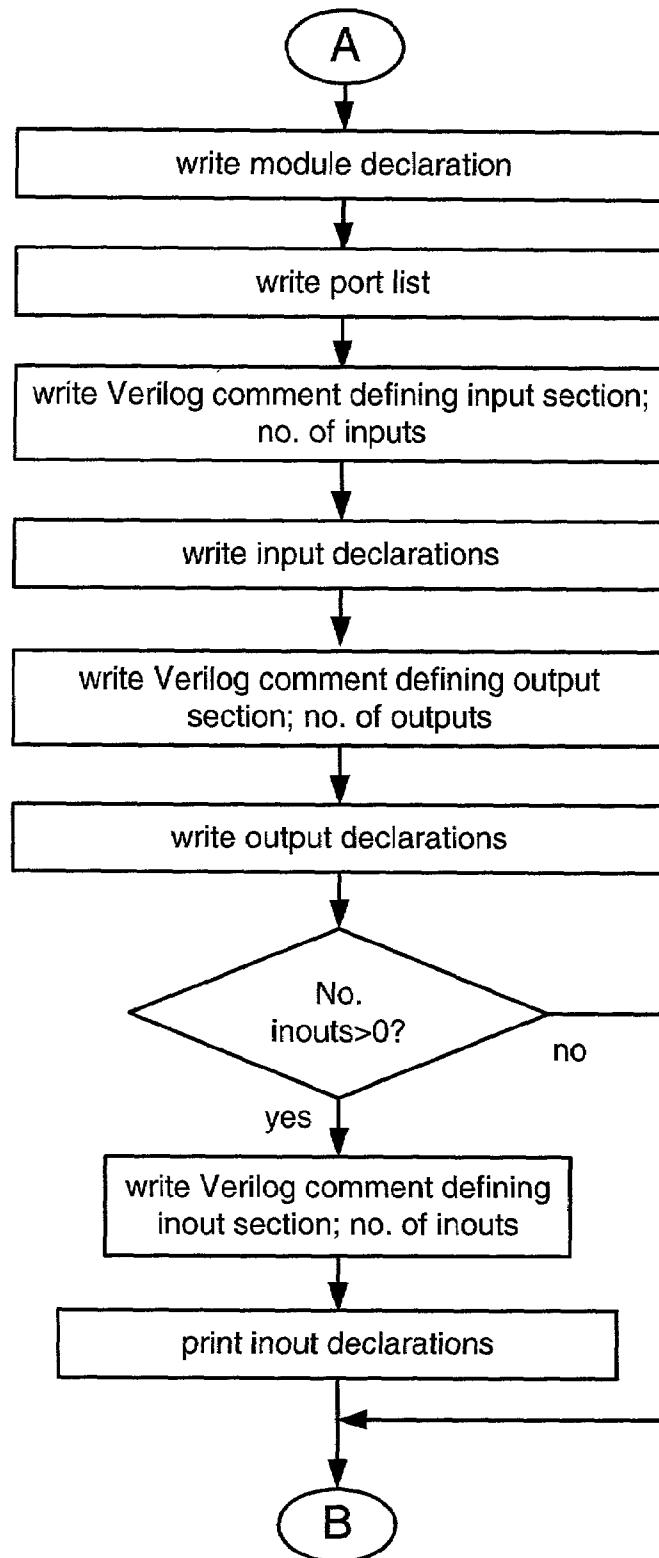 A
write module declaration
write port list
write Verilog comment defining input section;
no. of inputs
write input declarations
write Verilog comment defining output
section; no. of outputs
write output declarations
No.
inouts>0?
no
yes
write Verilog comment defining
inout section; no. of inouts
print inout declarations
B